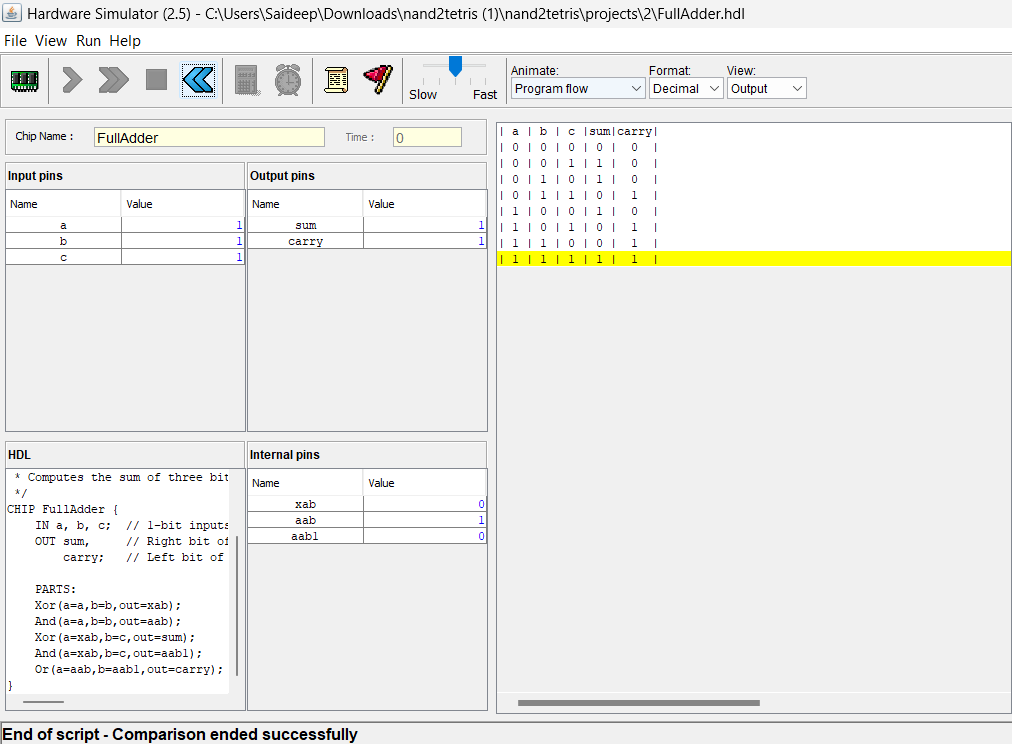 Hardware Simulator (2.5) - C:\Users\Saideep\Downloads\nand2tetris (1)\nand2tetris\projects\2\FullAdder.hdl
File View Run Help
Slow Fast
Animate: Format: View:
Program flow Decimal Output
Chip Name : FullAdder Time : 0
Input pins
Name Value
a 1
b 1
c 1
Output pins
Name Value
sum 1
carry 1
HDL
* Computes the sum of three bit
*/
CHIP FullAdder {
IN a, b, c; // 1-bit inputs
OUT sum, // Right bit of
carry; // Left bit of
PARTS:
Xor(a=a,b=b,out=xab);
And(a=a,b=b,out=aab);
Xor(a=xab,b=c,out=sum);
And(a=xab,b=c,out=aab1);
Or(a=aab,b=aab1,out=carry);
}
Internal pins
Name Value
xab 0
aab 1
aab1 0
| a | b | c |sum|carry|
| 0 | 0 | 0 | 0 | 0 |
| 0 | 0 | 1 | 1 | 0 |
| 0 | 1 | 0 | 1 | 0 |
| 0 | 1 | 1 | 0 | 1 |
| 1 | 0 | 0 | 1 | 0 |
| 1 | 0 | 1 | 0 | 1 |
| 1 | 1 | 0 | 0 | 1 |
| 1 | 1 | 1 | 1 | 1 |
End of script - Comparison ended successfully